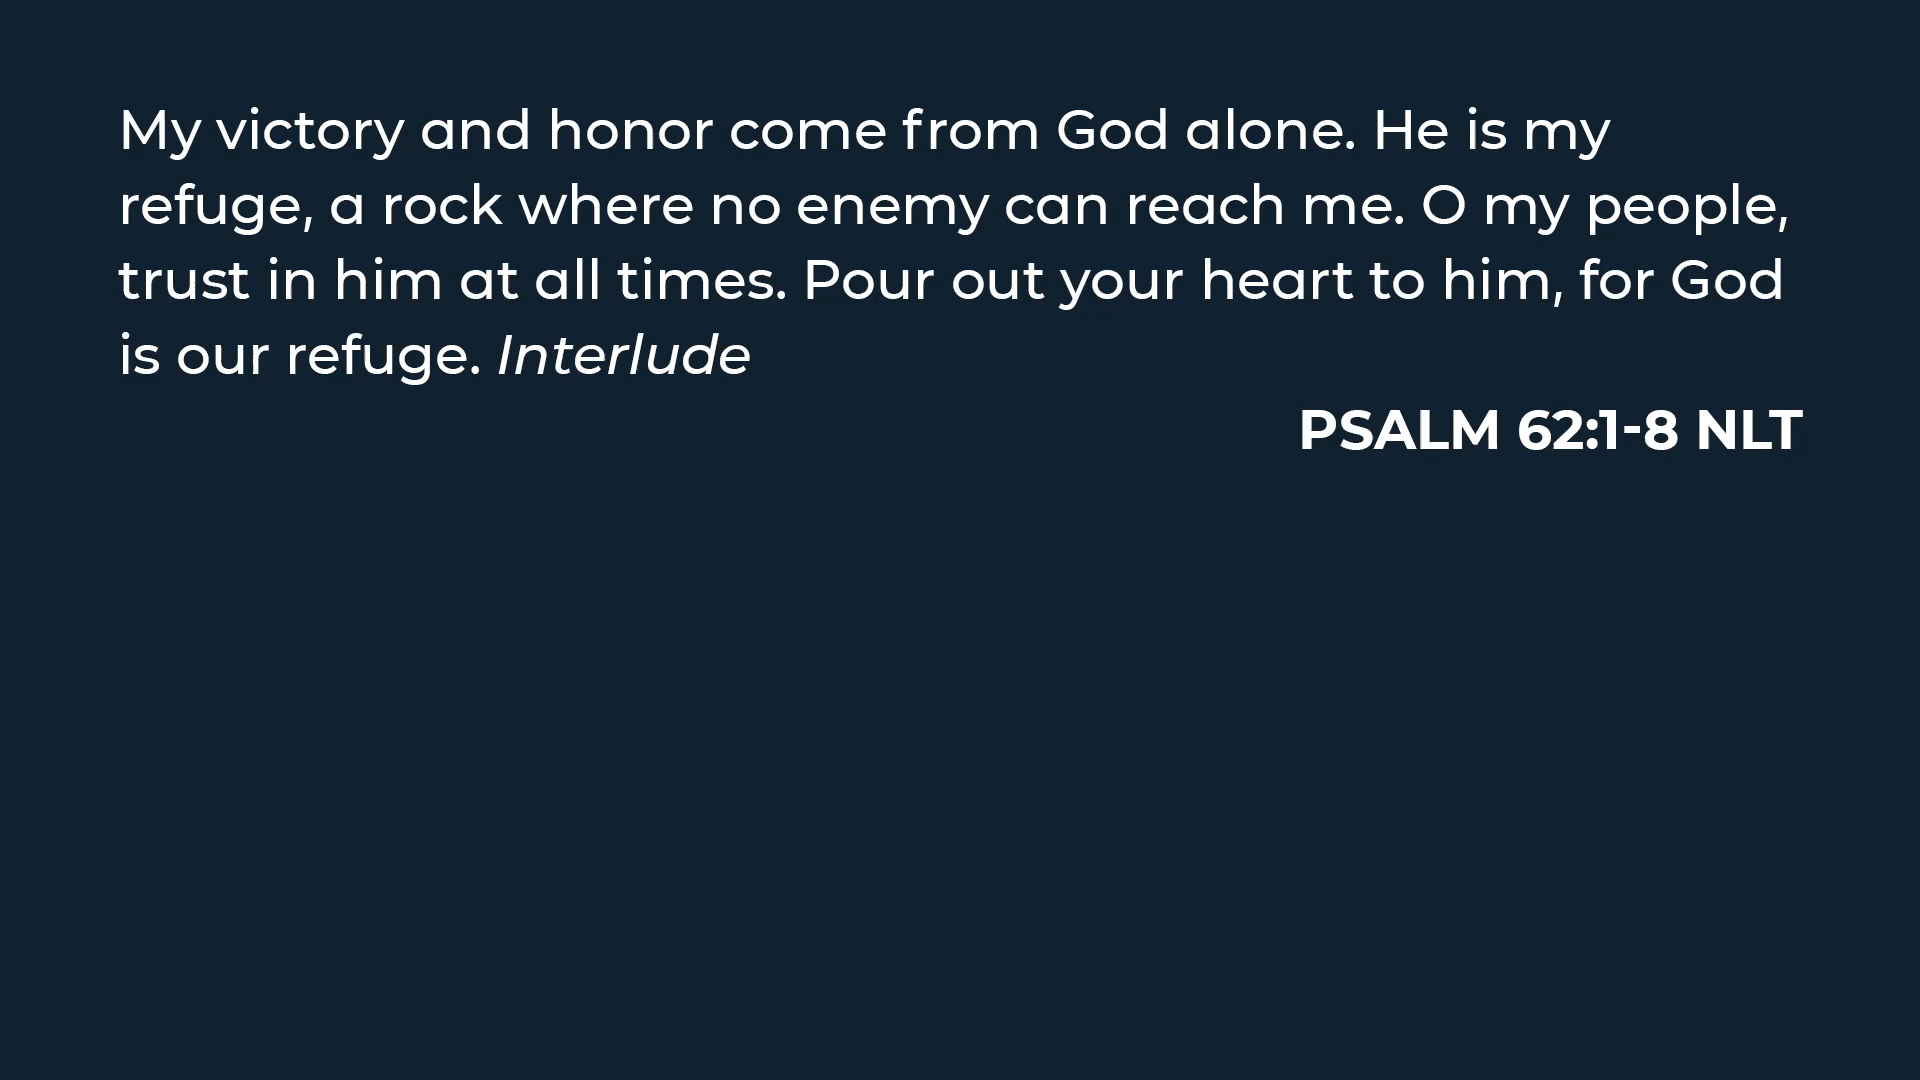 My victory and honor come from God alone. He is my
refuge, a rock where no enemy can reach me. O my people,
trust in him at all times. Pour out your heart to him, for God
is our refuge. Interlude
PSALM 62:1-8 NLT